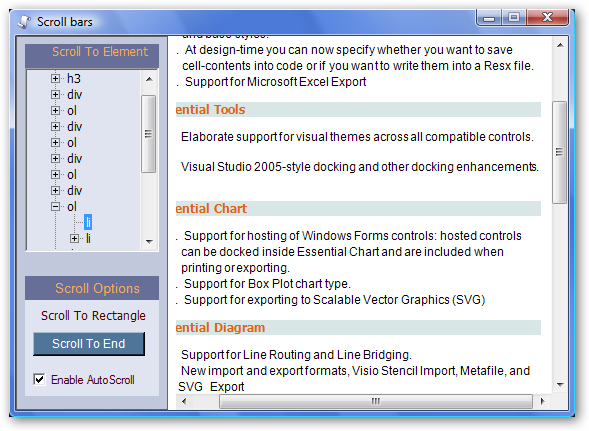 Scroll bars
Scroll To Element
h3
div
ol
div
ol
div
ol
div
ol
li
li
Scroll Options
Scroll To Rectangle
Scroll To End
Enable AutoScroll
and base styles.
. At design-time you can now specify whether you want to save
cell-contents into code or if you want to write them into a Resx file.
. Support for Microsoft Excel Export
ential Tools
Elaborate support for visual themes across all compatible controls.
Visual Studio 2005-style docking and other docking enhancements.
ential Chart
. Support for hosting of Windows Forms controls: hosted controls
can be docked inside Essential Chart and are included when
printing or exporting.
. Support for Box Plot chart type.
. Support for exporting to Scalable Vector Graphics (SVG)
ential Diagram
Support for Line Routing and Line Bridging.
New import and export formats, Visio Stencil Import, Metafile, and
SVG Export